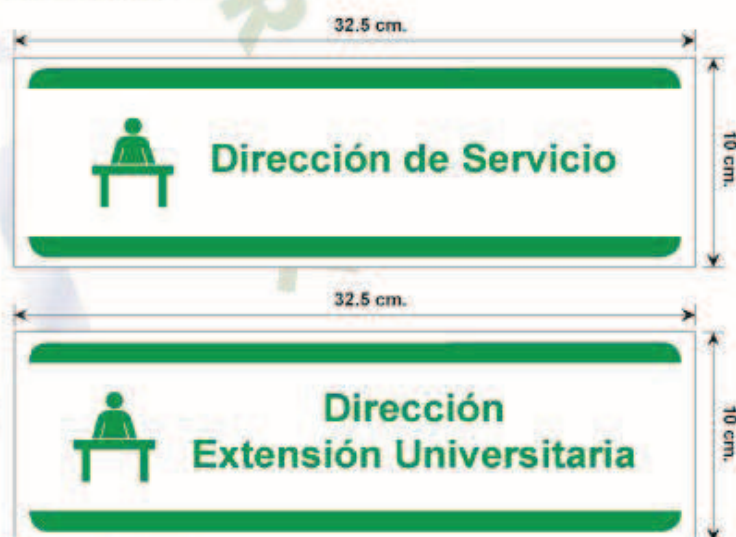 32.5 cm.
Dirección de Servicio
10 cm.
32.5 cm.
Dirección
Extensión Universitaria
10 cm.